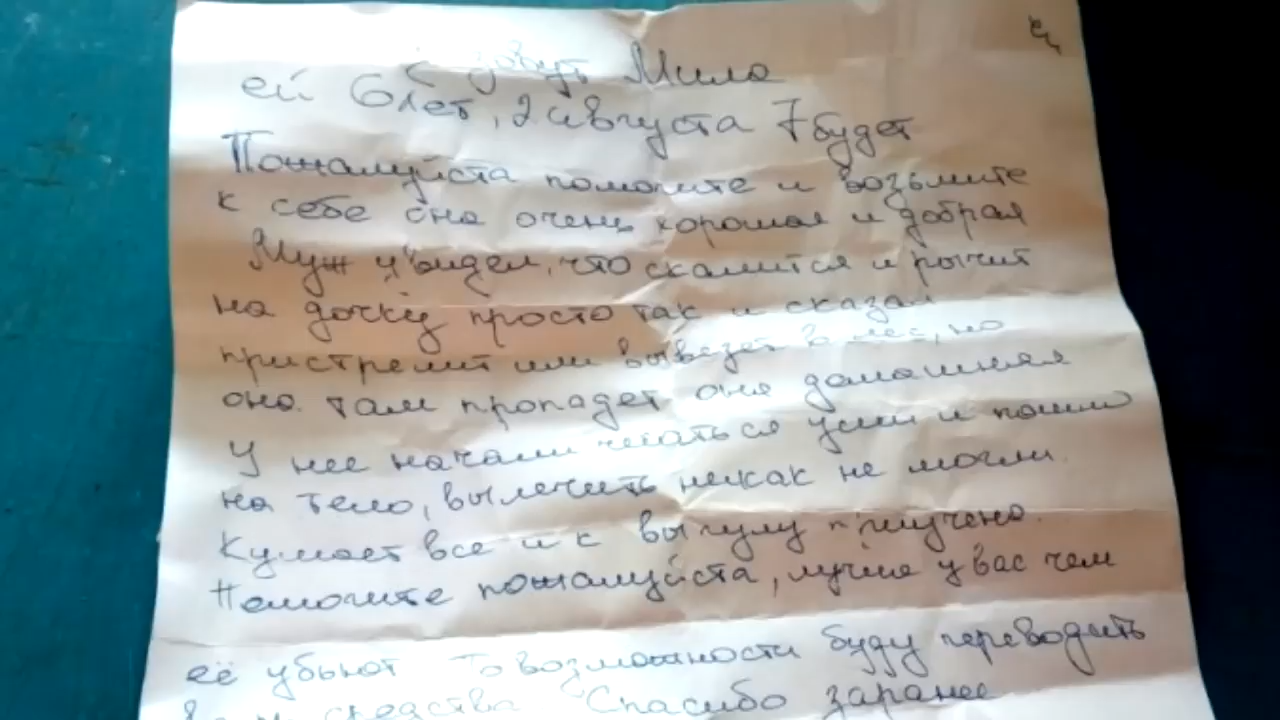 зовут Мила
ей 6 лет, 2 августа 7 будет
Пожалуйста помогите и возьмите
к себе она очень хорошая и добрая
Муж увидел, что скалится и рычит
на дочку просто так и сказал
пристрелит или вывезет в лес, но
она там пропадет она домашняя
У нее начали чесаться уши и пошло
на тело, вылечить никак не могли.
Кушает все и к выгулу приучена.
Помогите пожалуйста, лучше у вас чем
её убьют По возможности буду переводить
средства Спасибо заранее